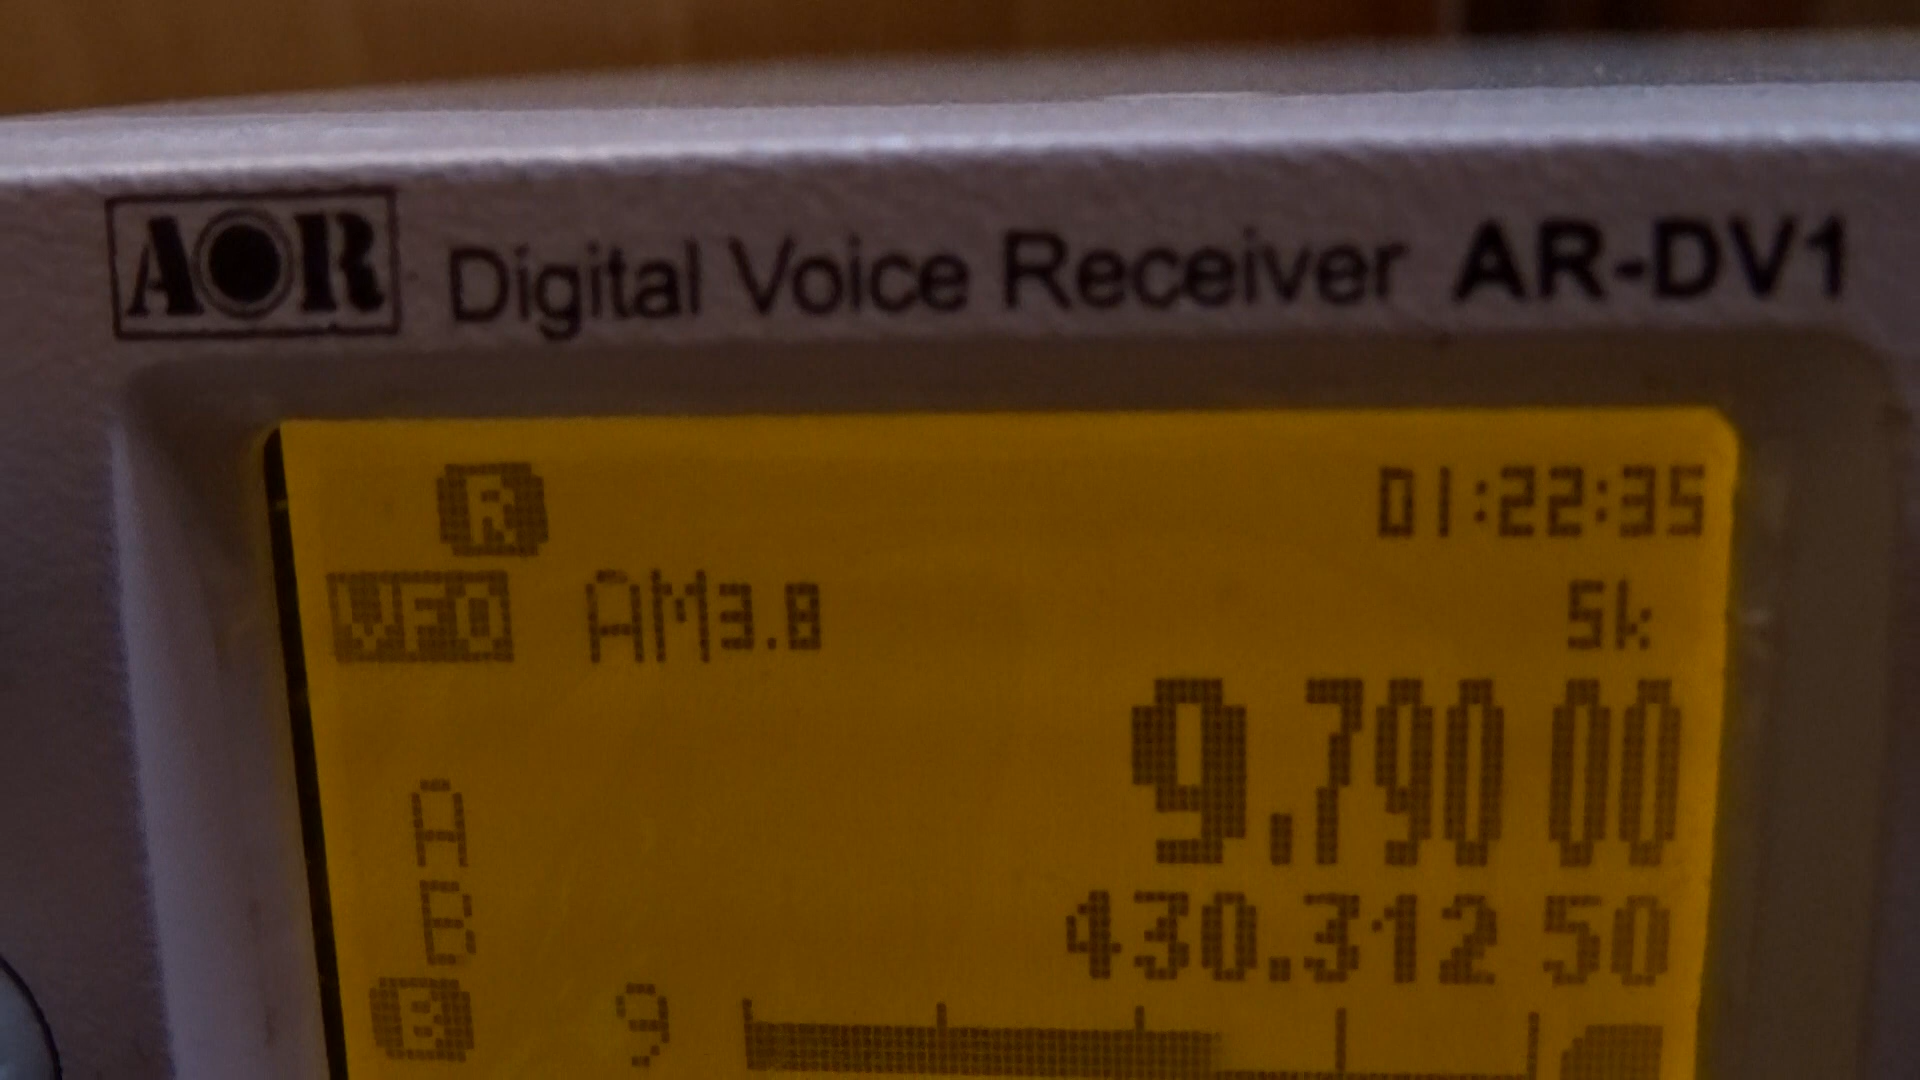 AOR Digital Voice Receiver AR-DV1
R 01:22:35
VFO AM3.8 5k
9.790 00
A
B 430.312 50
B 9